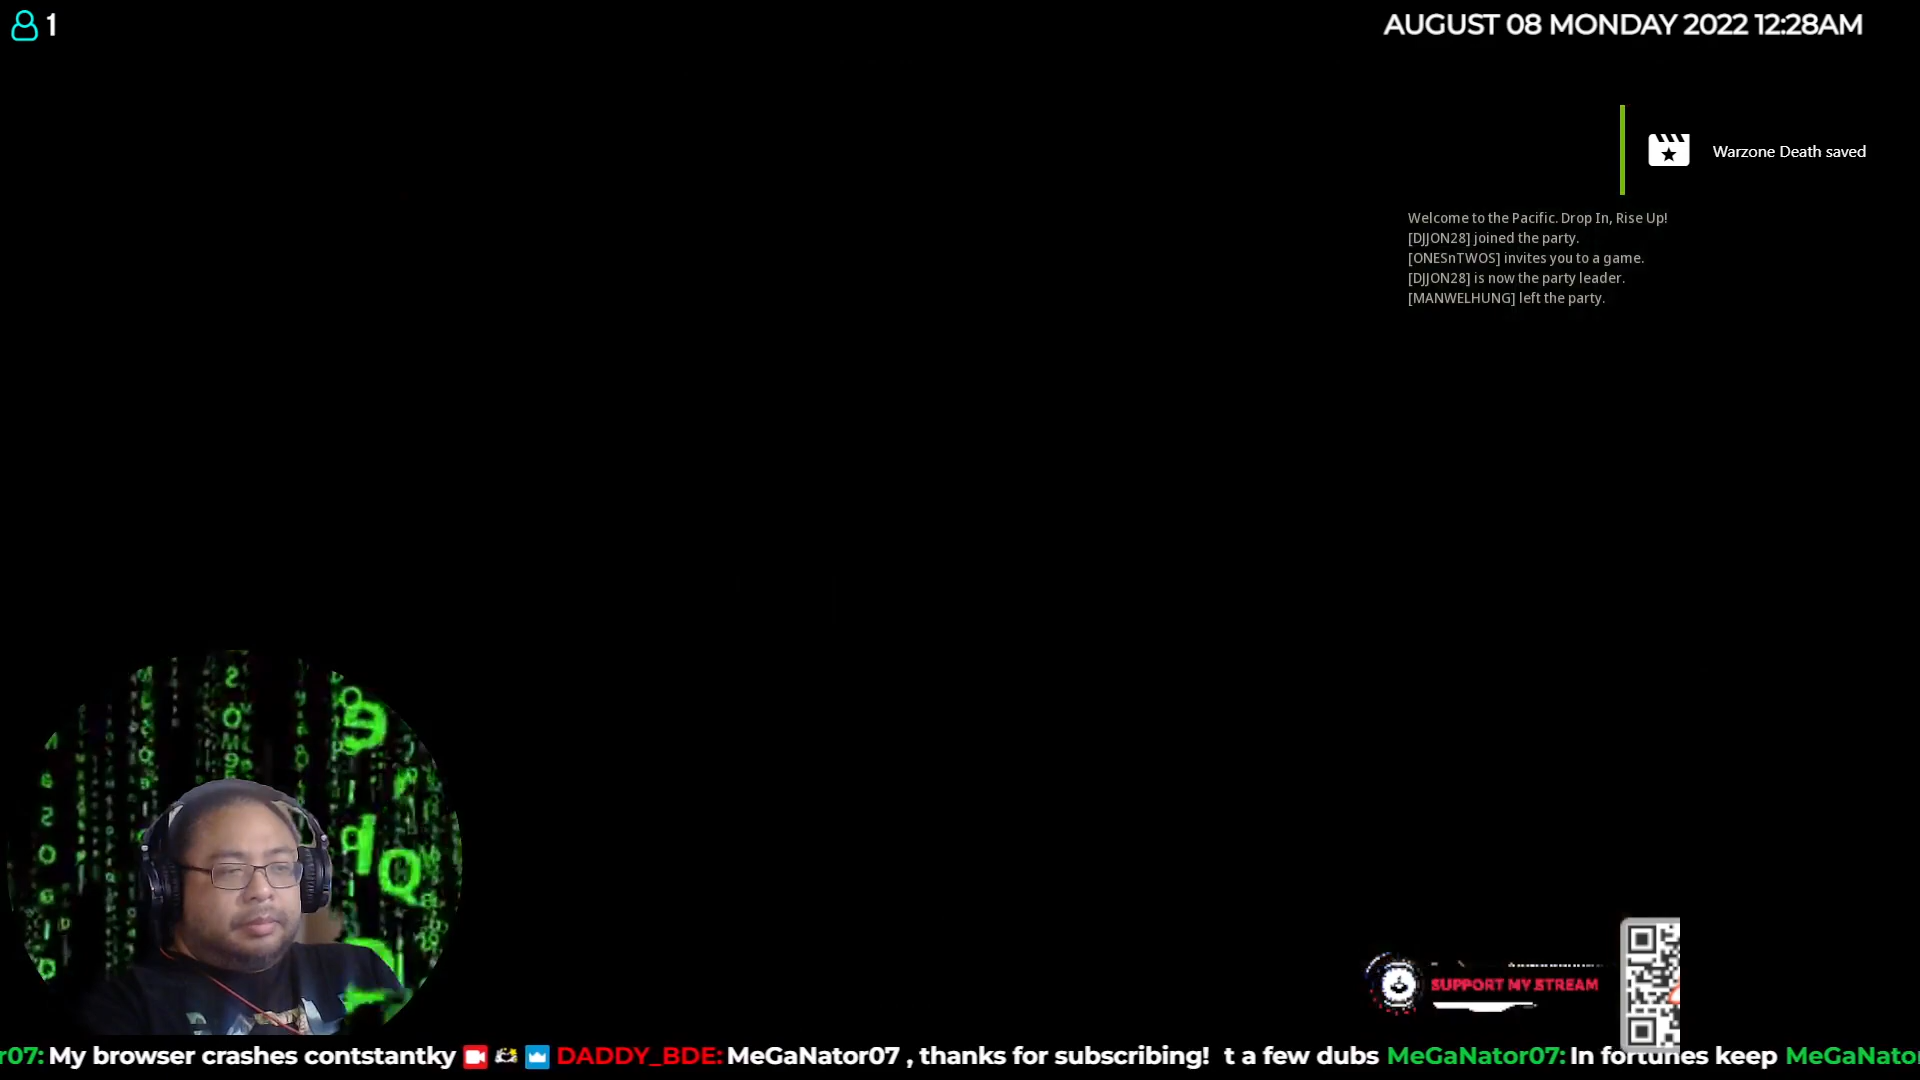 1
AUGUST 08 MONDAY 2022 12:28AM
Warzone Death saved
Welcome to the Pacific. Drop In, Rise Up!
[DJJON28] joined the party.
[ONESnTWOS] invites you to a game.
[DJJON28] is now the party leader.
[MANWELHUNG] left the party.
SUPPORT MY STREAM
r07: My browser crashes contstantky DADDY_BDE: MeGaNator07 , thanks for subscribing! t a few dubs MeGaNator07: In fortunes keep MeGaNator